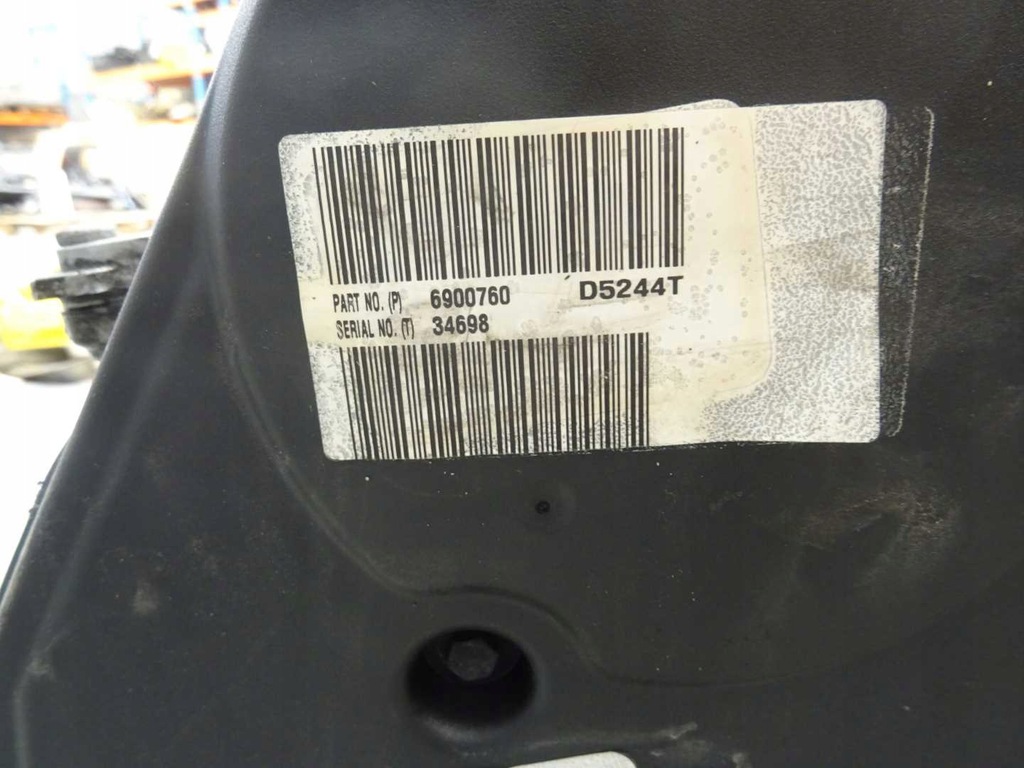 PART NO. (P) 6900760 D5244T
SERIAL NO. (T) 34698